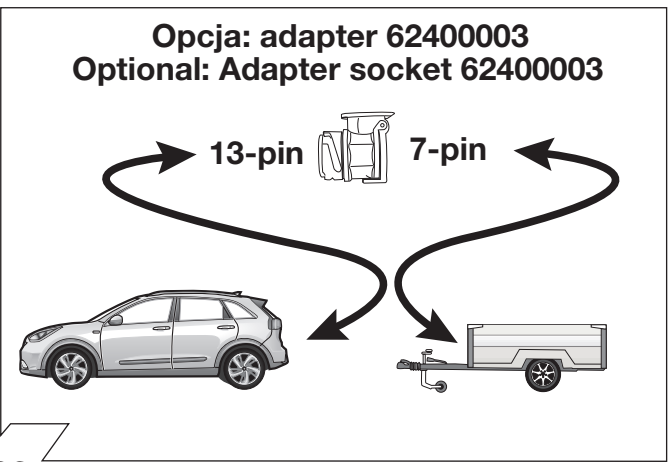 Opcja: adapter 62400003
Optional: Adapter socket 62400003
13-pin 7-pin